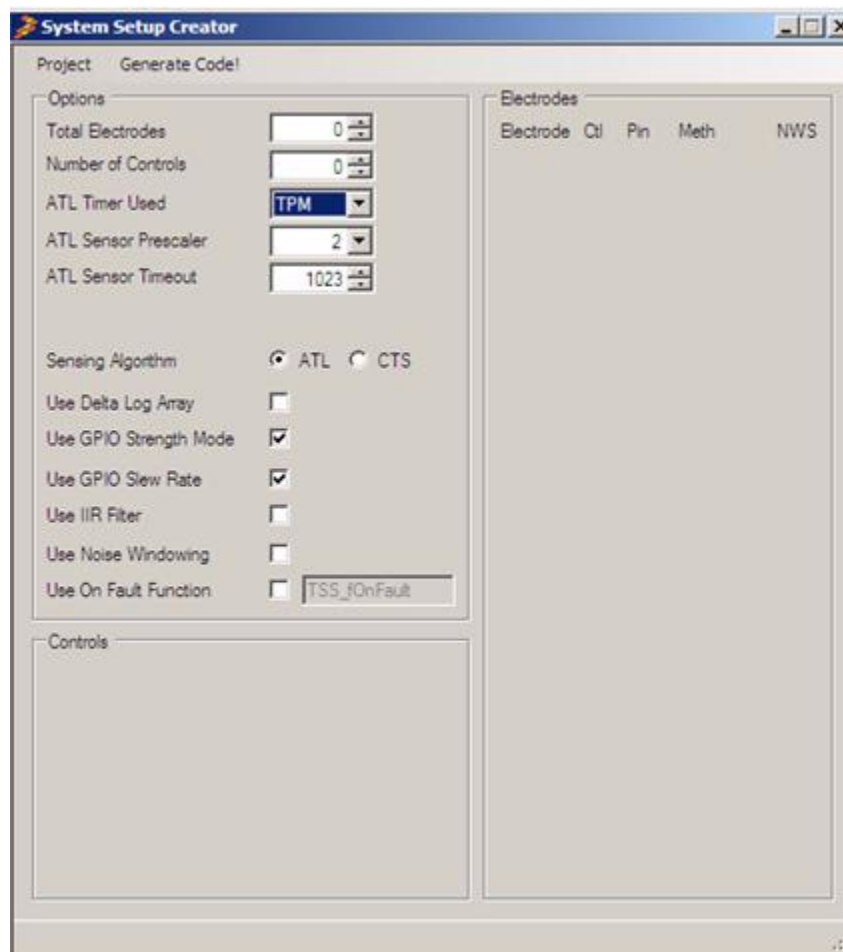 System Setup Creator
Project Generate Code!
Options
Total Electrodes 0
Number of Controls 0
ATL Timer Used TPM
ATL Sensor Prescaler 2
ATL Sensor Timeout 1023
Sensing Algorithm ATL CTS
Use Delta Log Array
Use GPIO Strength Mode
Use GPIO Slew Rate
Use IIR Filter
Use Noise Windowing
Use On Fault Function TSS_fOnFault
Controls
Electrodes
Electrode Ctl Pin Meth NWS